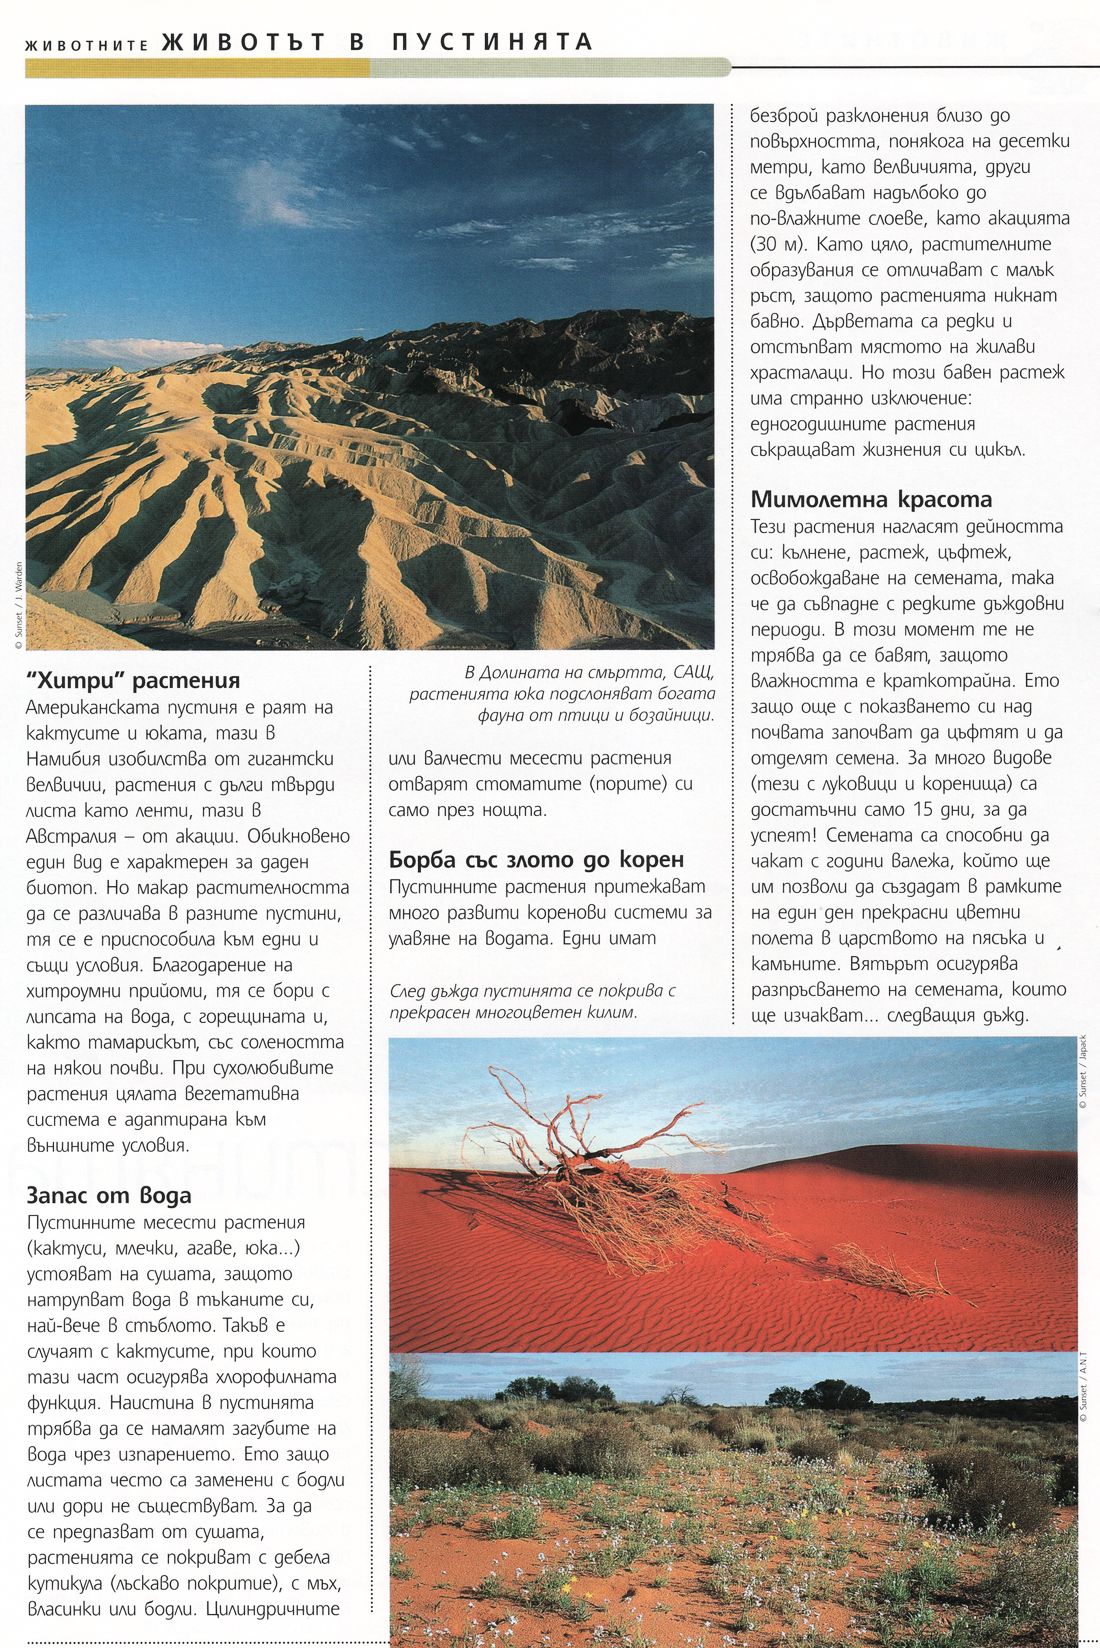 животните ЖИВОТЪТ В ПУСТИНЯТА
© Sunset / J. Warden
“Хитри” растения
Американската пустиня е раят на
кактусите и юката, тази в
Намибия изобилства от гигантски
велвичии, растения с дълги твърди
листа като ленти, тази в
Австралия – от акации. Обикновено
един вид е характерен за даден
биотоп. Но макар растителността
да се различава в разните пустини,
тя се е приспособила към едни и
същи условия. Благодарение на
хитроумни прийоми, тя се бори с
липсата на вода, с горещината и,
както тамарискът, със солеността
на някои почви. При сухолюбивите
растения цялата вегетативна
система е адаптирана към
външните условия.
Запас от вода
Пустинните месести растения
(кактуси, млечки, агаве, юка...)
устояват на сушата, защото
натрупват вода в тъканите си,
най-вече в стъблото. Такъв е
случаят с кактусите, при които
тази част осигурява хлорофилната
функция. Наистина в пустинята
трябва да се намалят загубите на
вода чрез изпарението. Ето защо
листата често са заменени с бодли
или дори не съществуват. За да
се предпазват от сушата,
растенията се покриват с дебела
кутикула (лъскаво покритие), с мъх,
власинки или бодли. Цилиндричните
В Долината на смъртта, САЩ,
растенията юка подслоняват богата
фауна от птици и бозайници.
или валчести месести растения
отварят стоматите (порите) си
само през нощта.
Борба със злото до корен
Пустинните растения притежават
много развити коренови системи за
улавяне на водата. Едни имат
След дъжда пустинята се покрива с
прекрасен многоцветен килим.
безброй разклонения близо до
повърхността, понякога на десетки
метри, като велвичията, други
се вдълбават надълбоко до
по-влажните слоеве, като акацията
(30 м). Като цяло, растителните
образувания се отличават с малък
ръст, защото растенията никнат
бавно. Дърветата са редки и
отстъпват мястото на жилави
храсталаци. Но този бавен растеж
има странно изключение:
едногодишните растения
съкращават жизнения си цикъл.
Мимолетна красота
Тези растения нагласят дейността
си: кълнене, растеж, цъфтеж,
освобождаване на семената, така
че да съвпадне с редките дъждовни
периоди. В този момент те не
трябва да се бавят, защото
влажността е краткотрайна. Ето
защо още с показването си над
почвата започват да цъфтят и да
отделят семена. За много видове
(тези с луковици и коренища) са
достатъчни само 15 дни, за да
успеят! Семената са способни да
чакат с години валежа, който ще
им позволи да създадат в рамките
на един ден прекрасни цветни
полета в царството на пясъка и
камъните. Вятърът осигурява
разпръсването на семената, които
ще изчакват... следващия дъжд.
© Sunset / Japack
© Sunset / A.N.T